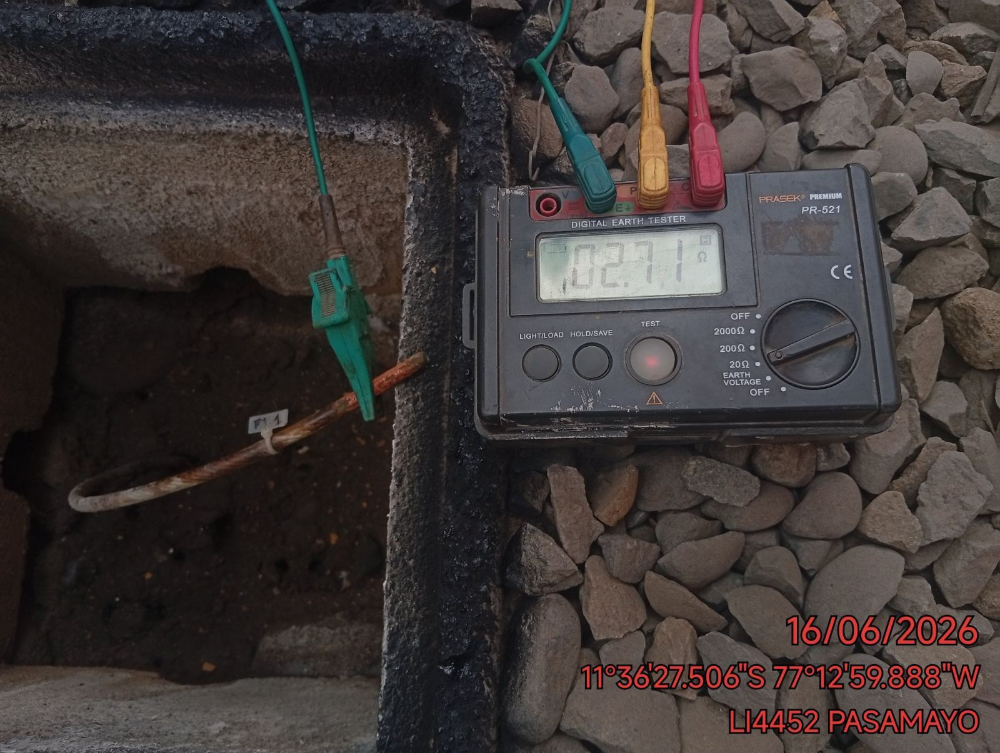 V
E
P
C
PRASEK® PREMIUM
PR-521
DIGITAL EARTH TESTER
02.71
H
Ω
CE
LIGHT/LOAD
HOLD/SAVE
TEST
OFF
2000Ω
200Ω
20Ω
EARTH
VOLTAGE
OFF
16/06/2026
11°36'27.506"S 77°12'59.888"W
LI4452 PASAMAYO